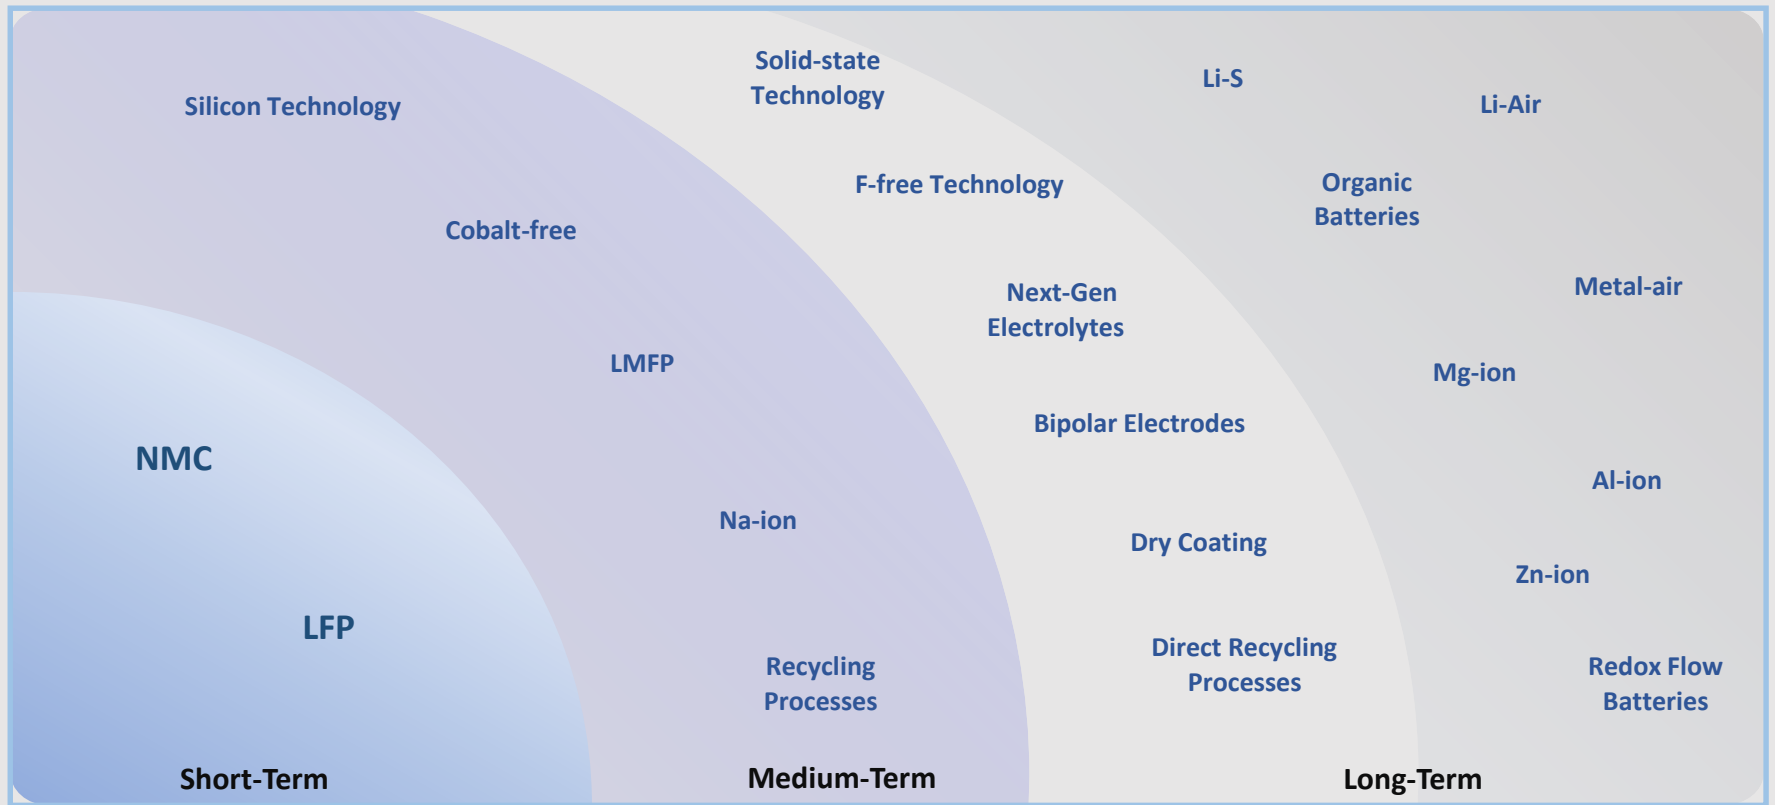 Silicon Technology
Cobalt-free
LMFP
NMC
Na-ion
LFP
Recycling
Processes
Solid-state
Technology
F-free Technology
Next-Gen
Electrolytes
Bipolar Electrodes
Dry Coating
Direct Recycling
Processes
Li-S
Li-Air
Organic
Batteries
Metal-air
Mg-ion
Al-ion
Zn-ion
Redox Flow
Batteries
Short-Term
Medium-Term
Long-Term